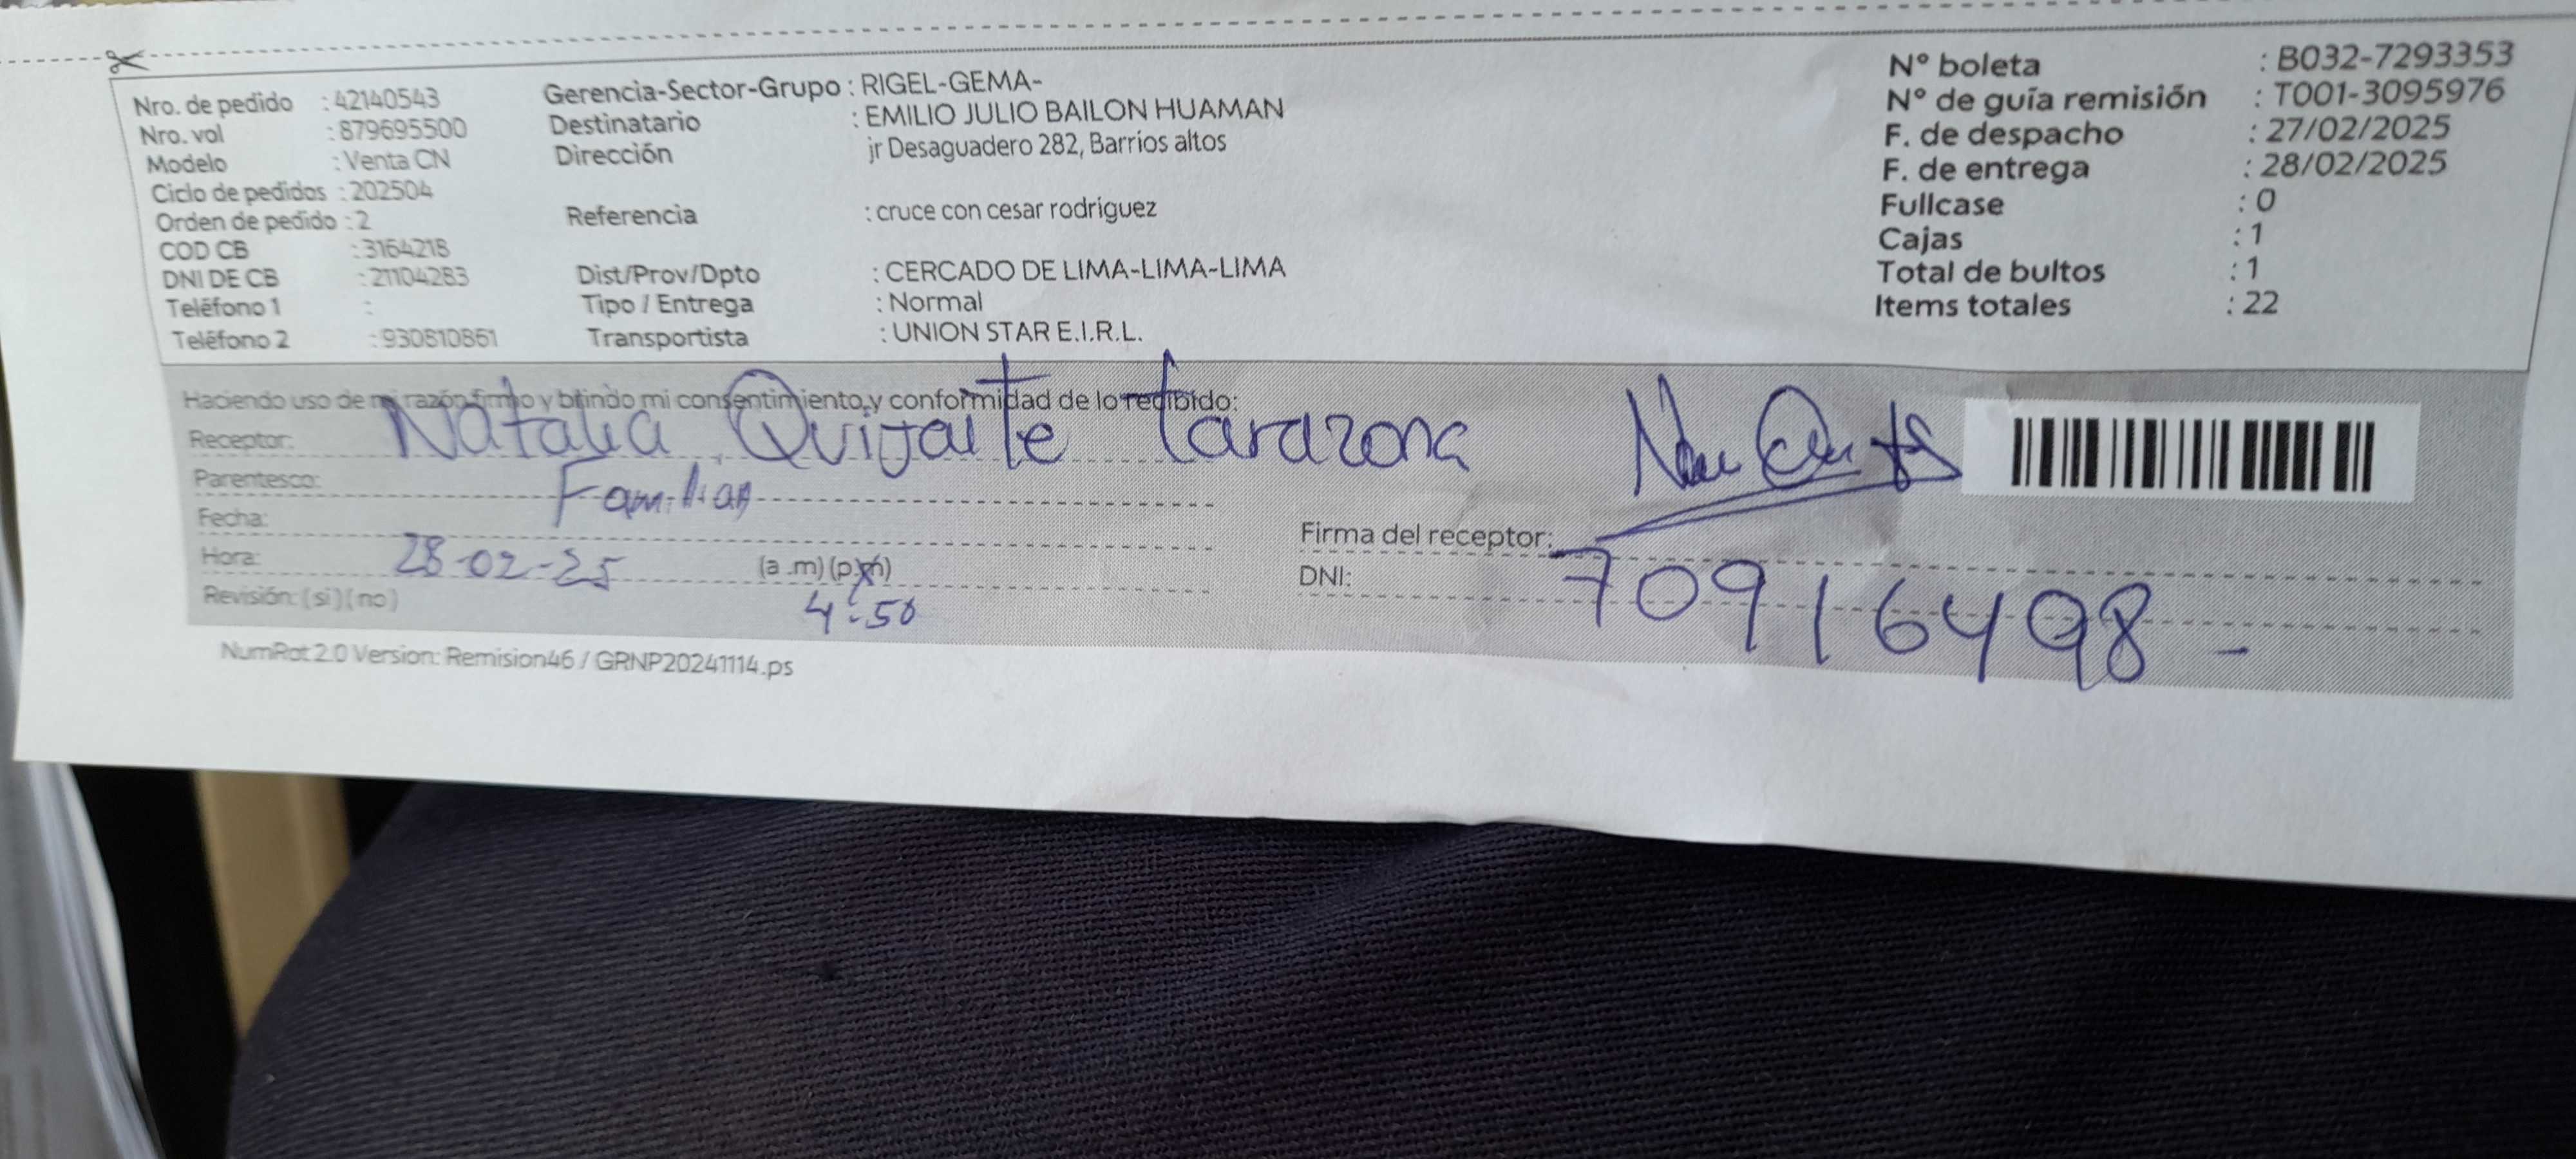 Nro. de pedido : 42140543
Nro. vol : 879695500
Modelo : Venta CN
Ciclo de pedidos : 202504
Orden de pedido : 2
COD CB : 3164218
DNI DE CB : 21104283
Teléfono 1 :
Teléfono 2 : 930810861
Gerencia-Sector-Grupo : RIGEL-GEMA-
Destinatario : EMILIO JULIO BAILON HUAMAN
Dirección jr Desaguadero 282, Barrios altos
Referencia : cruce con cesar rodriguez
Dist/Prov/Dpto : CERCADO DE LIMA-LIMA-LIMA
Tipo / Entrega : Normal
Transportista : UNION STAR E.I.R.L.
N° boleta : B032-7293353
N° de guía remisión : T001-3095976
F. de despacho : 27/02/2025
F. de entrega : 28/02/2025
Fullcase : 0
Cajas : 1
Total de bultos : 1
Items totales : 22
Haciendo uso de mi razón firmo y brindo mi consentimiento, y conformidad de lo recibido:
Receptor: Natalia Quijaite tarazona
Parentesco: Familiar
Fecha:
Hora: 28-02-25 (a .m) (p.m)
4:50
Revisión: (si) (no)
Firma del receptor:
DNI: 70916498-
NumRot 2.0 Version: Remision46 / GRNP20241114.ps